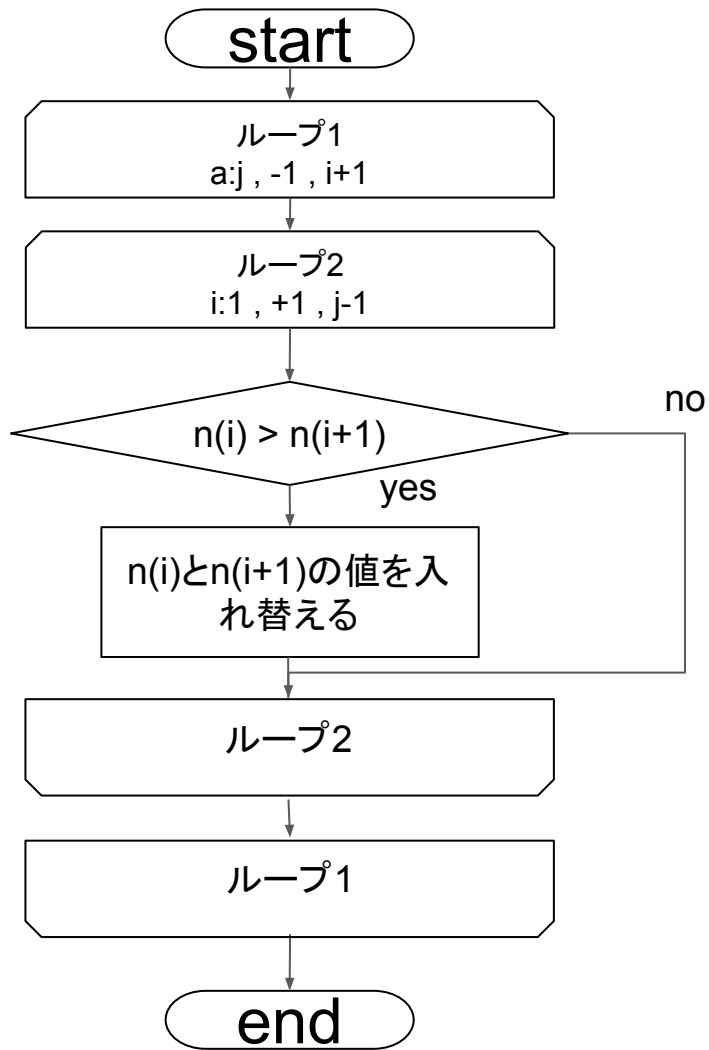 start
ループ1
a:j , -1 , i+1
ループ2
i:1 , +1 , j-1
n(i) > n(i+1)
no
yes
n(i)とn(i+1)の値を入
れ替える
ループ2
ループ1
end